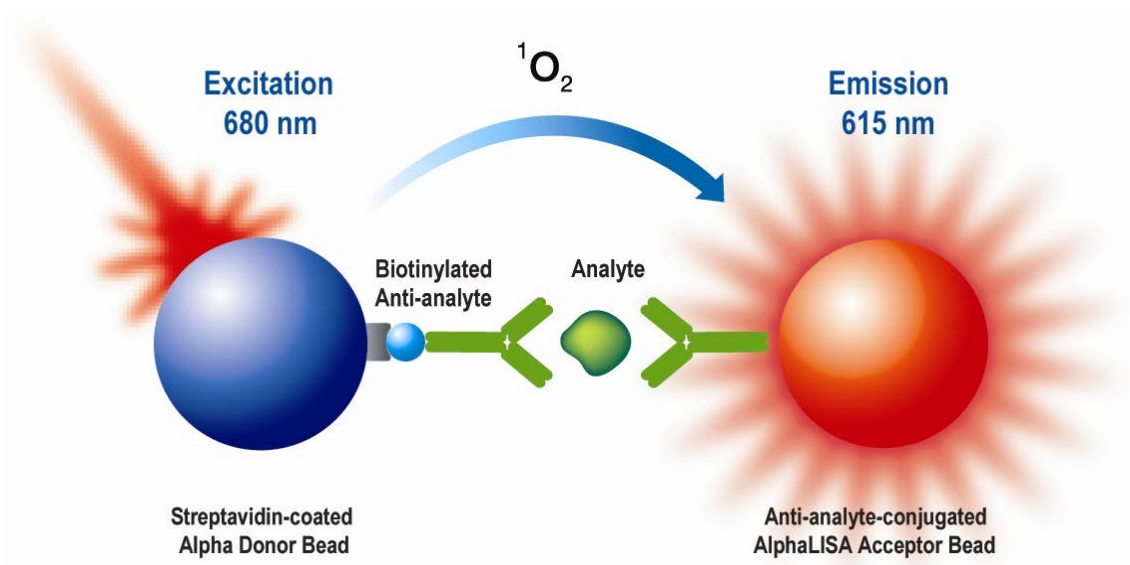 ¹O₂
Excitation
680 nm
Emission
615 nm
Biotinylated
Anti-analyte
Analyte
Streptavidin-coated
Alpha Donor Bead
Anti-analyte-conjugated
AlphaLISA Acceptor Bead